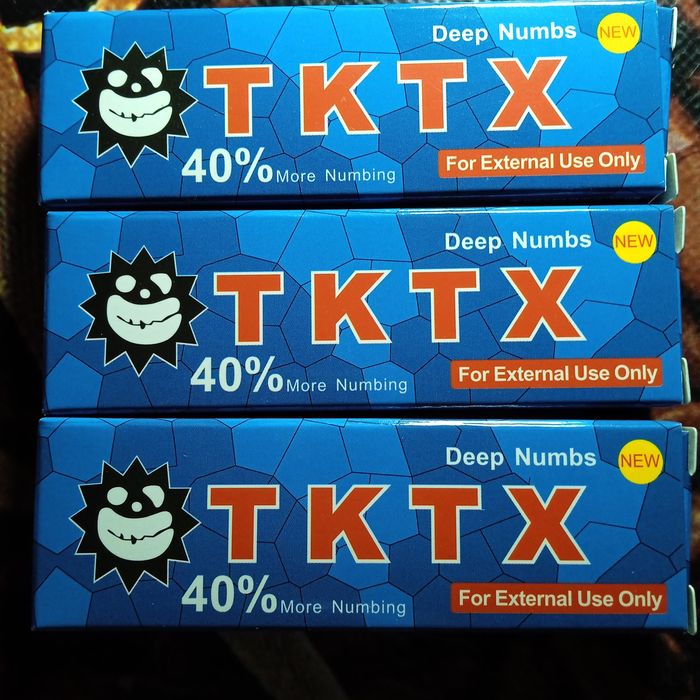 Deep Numbs NEW
TKTX
40% More Numbing
For External Use Only
Deep Numbs NEW
TKTX
40% More Numbing
For External Use Only
Deep Numbs NEW
TKTX
40% More Numbing
For External Use Only